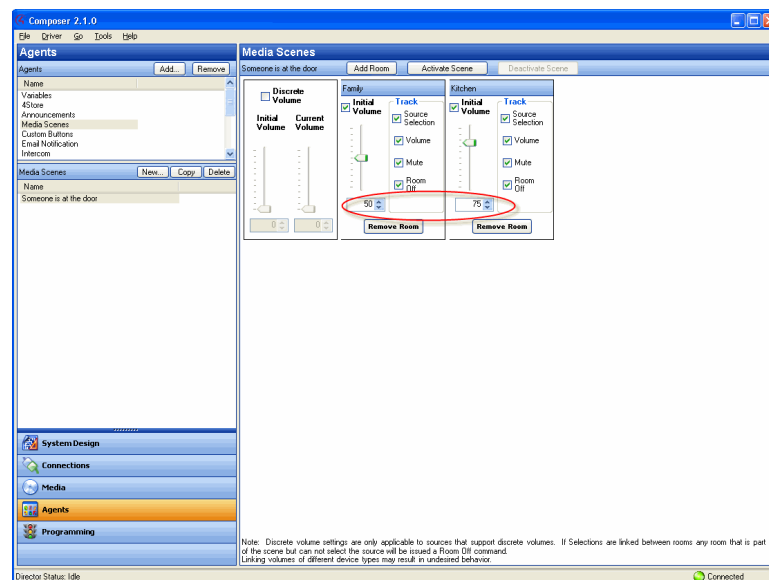 Composer 2.1.0
File Driver Go Tools Help
Agents
Agents Add... Remove
Name
Variables
4Store
Announcements
Media Scenes
Custom Buttons
Email Notification
Intercom
Media Scenes New... Copy Delete
Name
Someone is at the door
System Design
Connections
Media
Agents
Programming
Media Scenes
Someone is at the door Add Room Activate Scene Deactivate Scene
Discrete
Volume
Initial Current
Volume Volume
0 0
Family
Initial
Volume
Track
Source
Selection
Volume
Mute
Room
Off
50
Remove Room
Kitchen
Initial
Volume
Track
Source
Selection
Volume
Mute
Room
Off
75
Remove Room
Note: Discrete volume settings are only applicable to sources that support discrete volumes. If Selections are linked between rooms any room that is part
of the scene but can not select the source will be issued a Room Off command.
Linking volumes of different device types may result in undesired behavior.
Director Status: Idle Connected